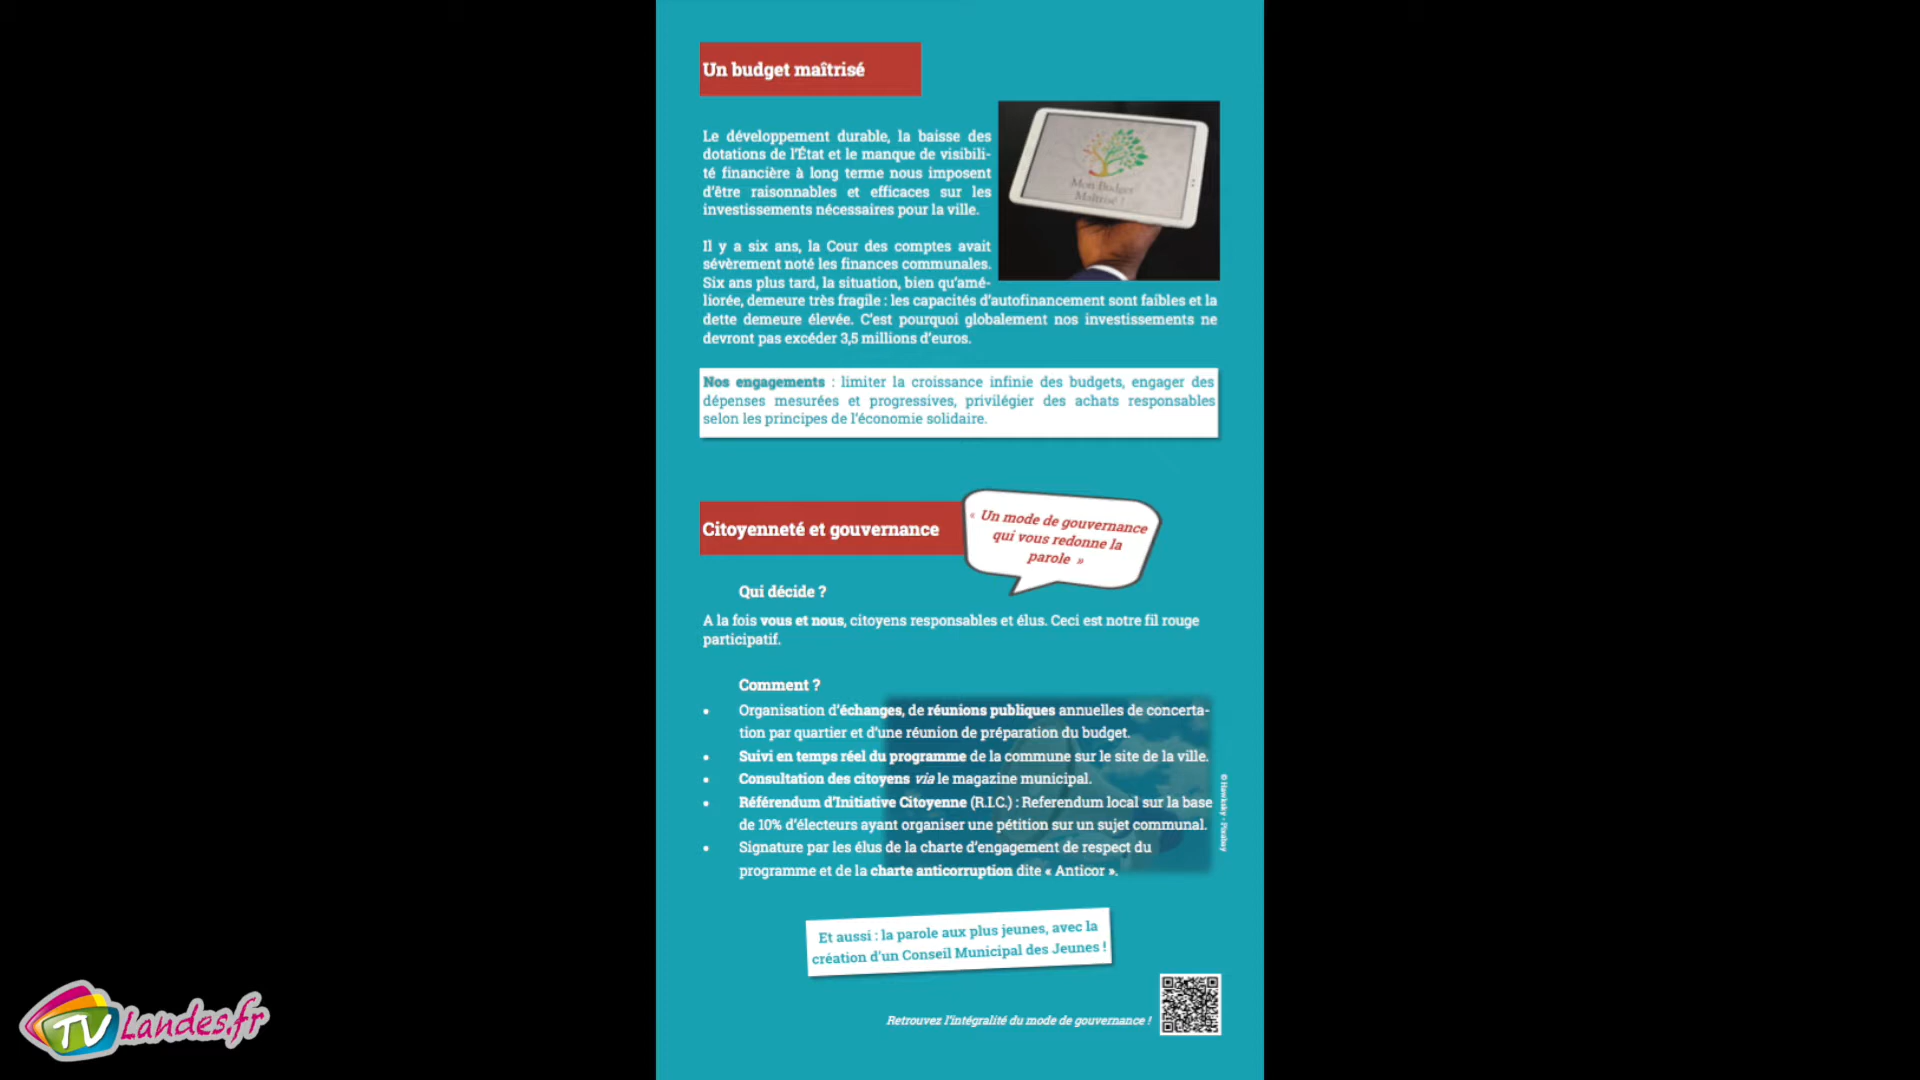 Un budget maîtrisé
Le développement durable, la baisse des
dotations de l'État et le manque de visibili-
té financière à long terme nous imposent
d'être raisonnables et efficaces sur les
investissements nécessaires pour la ville.
Mon Budget
Maîtrisé !
Il y a six ans, la Cour des comptes avait
sévèrement noté les finances communales.
Six ans plus tard, la situation, bien qu'amé-
liorée, demeure très fragile : les capacités d'autofinancement sont faibles et la
dette demeure élevée. C'est pourquoi globalement nos investissements ne
devront pas excéder 3,5 millions d'euros.
Nos engagements : limiter la croissance infinie des budgets, engager des
dépenses mesurées et progressives, privilégier des achats responsables
selon les principes de l'économie solidaire.
Citoyenneté et gouvernance
« Un mode de gouvernance
qui vous redonne la
parole »
Qui décide ?
A la fois vous et nous, citoyens responsables et élus. Ceci est notre fil rouge
participatif.
Comment ?
• Organisation d'échanges, de réunions publiques annuelles de concerta-
tion par quartier et d'une réunion de préparation du budget.
• Suivi en temps réel du programme de la commune sur le site de la ville.
• Consultation des citoyens via le magazine municipal.
• Référendum d'Initiative Citoyenne (R.I.C.) : Referendum local sur la base
de 10% d'électeurs ayant organiser une pétition sur un sujet communal.
• Signature par les élus de la charte d'engagement de respect du
programme et de la charte anticorruption dite « Anticor ».
© Hawksky - Pixabay
Et aussi : la parole aux plus jeunes, avec la
création d'un Conseil Municipal des Jeunes !
Retrouvez l'intégralité du mode de gouvernance !
TV Landes.fr